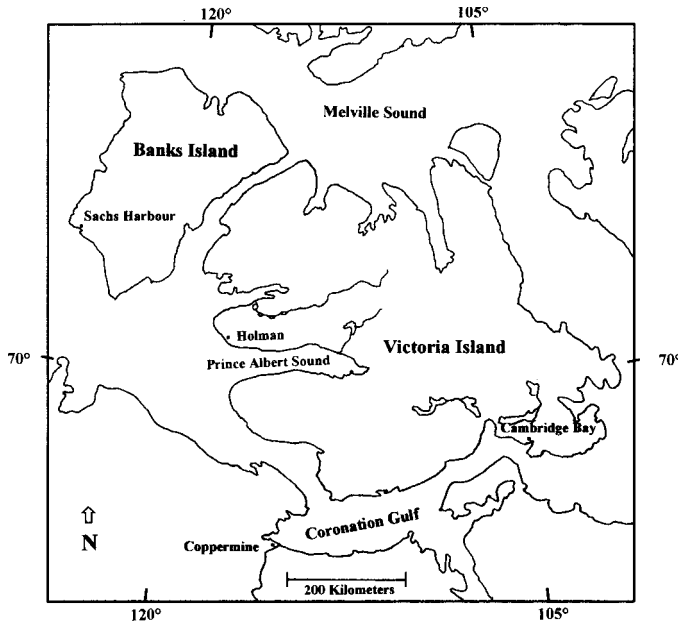 120°
105°
Melville Sound
Banks Island
Sachs Harbour
Holman
Victoria Island
70°
Prince Albert Sound
70°
Cambridge Bay
Coronation Gulf
N
Coppermine
200 Kilometers
120°
105°